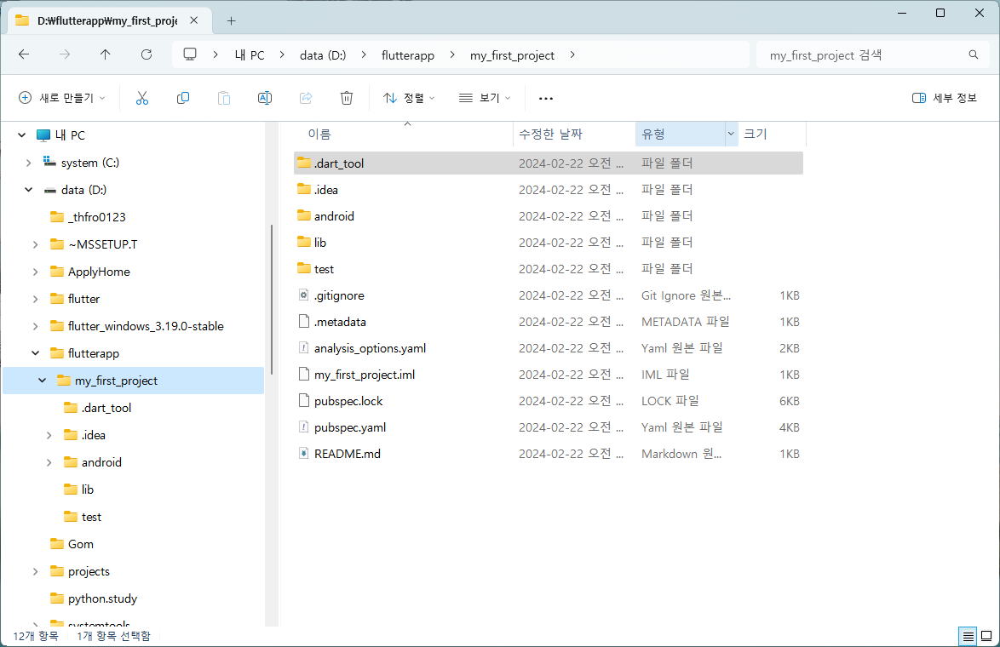 D:\flutterapp\my_first_proje
내 PC
data (D:)
flutterapp
my_first_project
my_first_project 검색
새로 만들기
정렬
보기
세부 정보
내 PC
system (C:)
data (D:)
_thfro0123
~MSSETUP.T
ApplyHome
flutter
flutter_windows_3.19.0-stable
flutterapp
my_first_project
.dart_tool
.idea
android
lib
test
Gom
projects
python.study
systemtools
이름 수정한 날짜 유형 크기
.dart_tool 2024-02-22 오전 ... 파일 폴더
.idea 2024-02-22 오전 ... 파일 폴더
android 2024-02-22 오전 ... 파일 폴더
lib 2024-02-22 오전 ... 파일 폴더
test 2024-02-22 오전 ... 파일 폴더
.gitignore 2024-02-22 오전 ... Git Ignore 원본... 1KB
.metadata 2024-02-22 오전 ... METADATA 파일 1KB
analysis_options.yaml 2024-02-22 오전 ... Yaml 원본 파일 2KB
my_first_project.iml 2024-02-22 오전 ... IML 파일 1KB
pubspec.lock 2024-02-22 오전 ... LOCK 파일 6KB
pubspec.yaml 2024-02-22 오전 ... Yaml 원본 파일 4KB
README.md 2024-02-22 오전 ... Markdown 원... 1KB
12개 항목 1개 항목 선택함